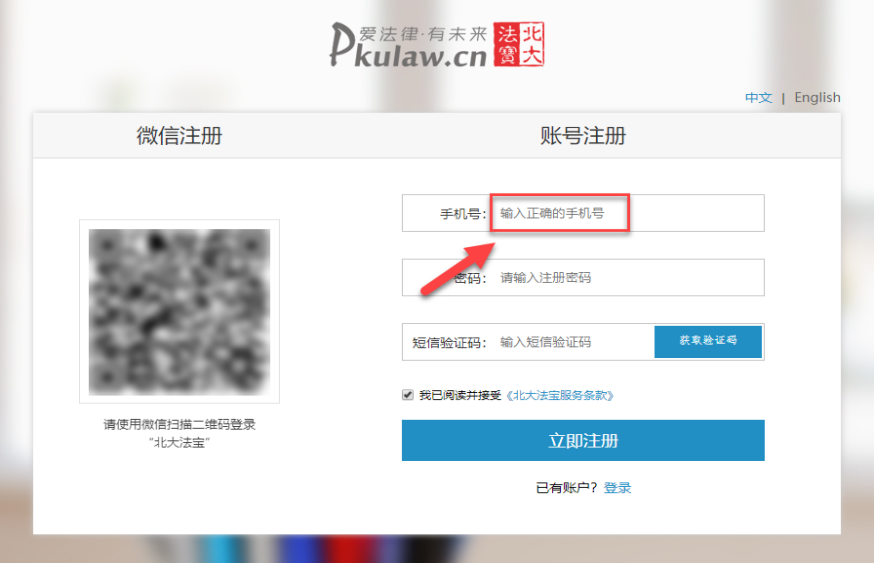 爱法律·有未来
Pkulaw.cn
北大
法寶
中文 | English
微信注册
账号注册
手机号： 输入正确的手机号
密码： 请输入注册密码
短信验证码： 输入短信验证码 获取验证码
我已阅读并接受《北大法宝服务条款》
立即注册
已有账户？ 登录
请使用微信扫描二维码登录
“北大法宝”